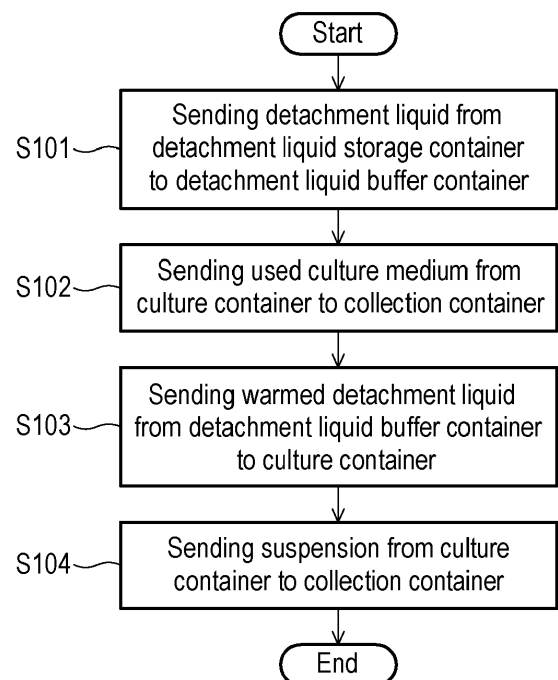 Start
S101
Sending detachment liquid from
detachment liquid storage container
to detachment liquid buffer container
S102
Sending used culture medium from
culture container to collection container
S103
Sending warmed detachment liquid
from detachment liquid buffer container
to culture container
S104
Sending suspension from culture
container to collection container
End